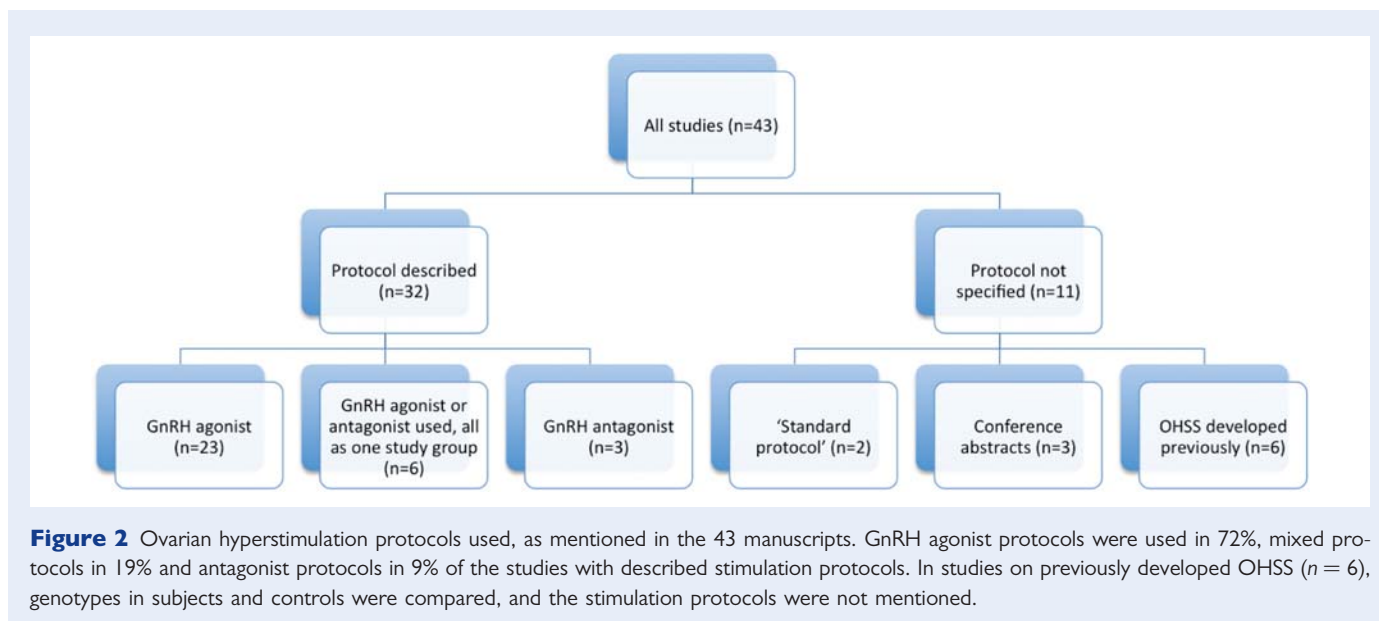 All studies (n=43)
Protocol described
(n=32)
Protocol not
specified (n=11)
GnRH agonist
(n=23)
GnRH agonist or
antagonist used, all
as one study group
(n=6)
GnRH antagonist
(n=3)
‘Standard
protocol’ (n=2)
Conference
abstracts (n=3)
OHSS developed
previously (n=6)
Figure 2 Ovarian hyperstimulation protocols used, as mentioned in the 43 manuscripts. GnRH agonist protocols were used in 72%, mixed pro-
tocols in 19% and antagonist protocols in 9% of the studies with described stimulation protocols. In studies on previously developed OHSS (n = 6),
genotypes in subjects and controls were compared, and the stimulation protocols were not mentioned.